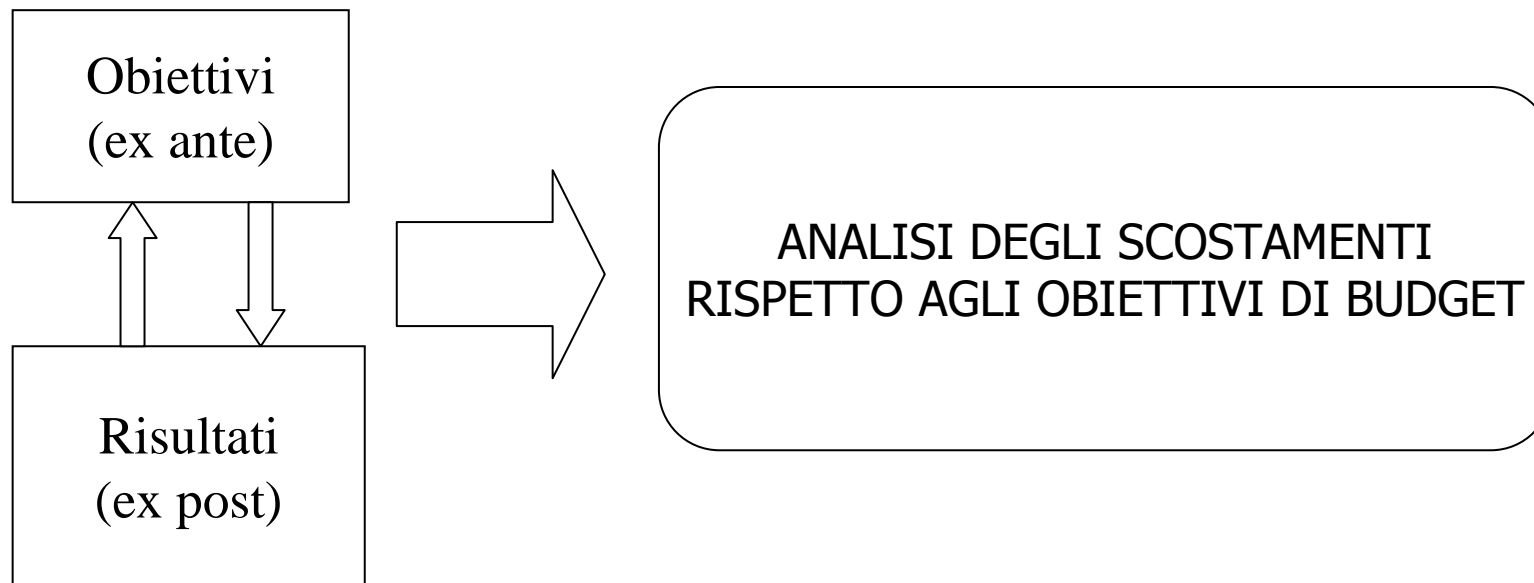 Obiettivi
(ex ante)
Risultati
(ex post)
ANALISI DEGLI SCOSTAMENTI
RISPETTO AGLI OBIETTIVI DI BUDGET